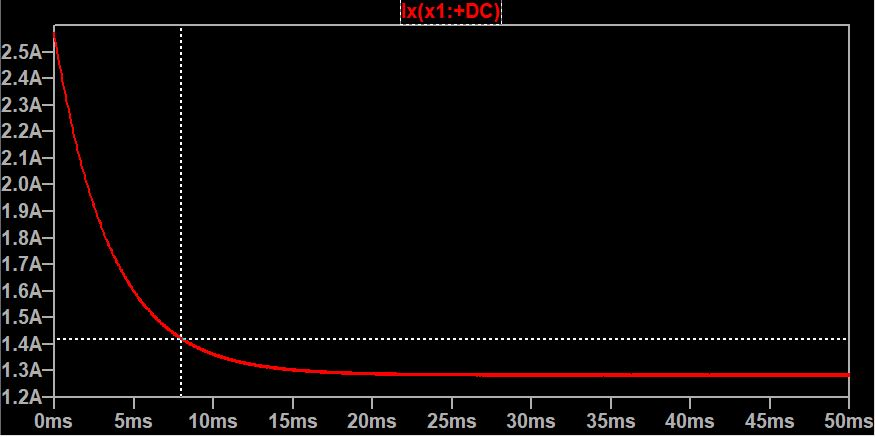 Ix(x1:+DC)
2.5A
2.4A
2.3A
2.2A
2.1A
2.0A
1.9A
1.8A
1.7A
1.6A
1.5A
1.4A
1.3A
1.2A
0ms 5ms 10ms 15ms 20ms 25ms 30ms 35ms 40ms 45ms 50ms